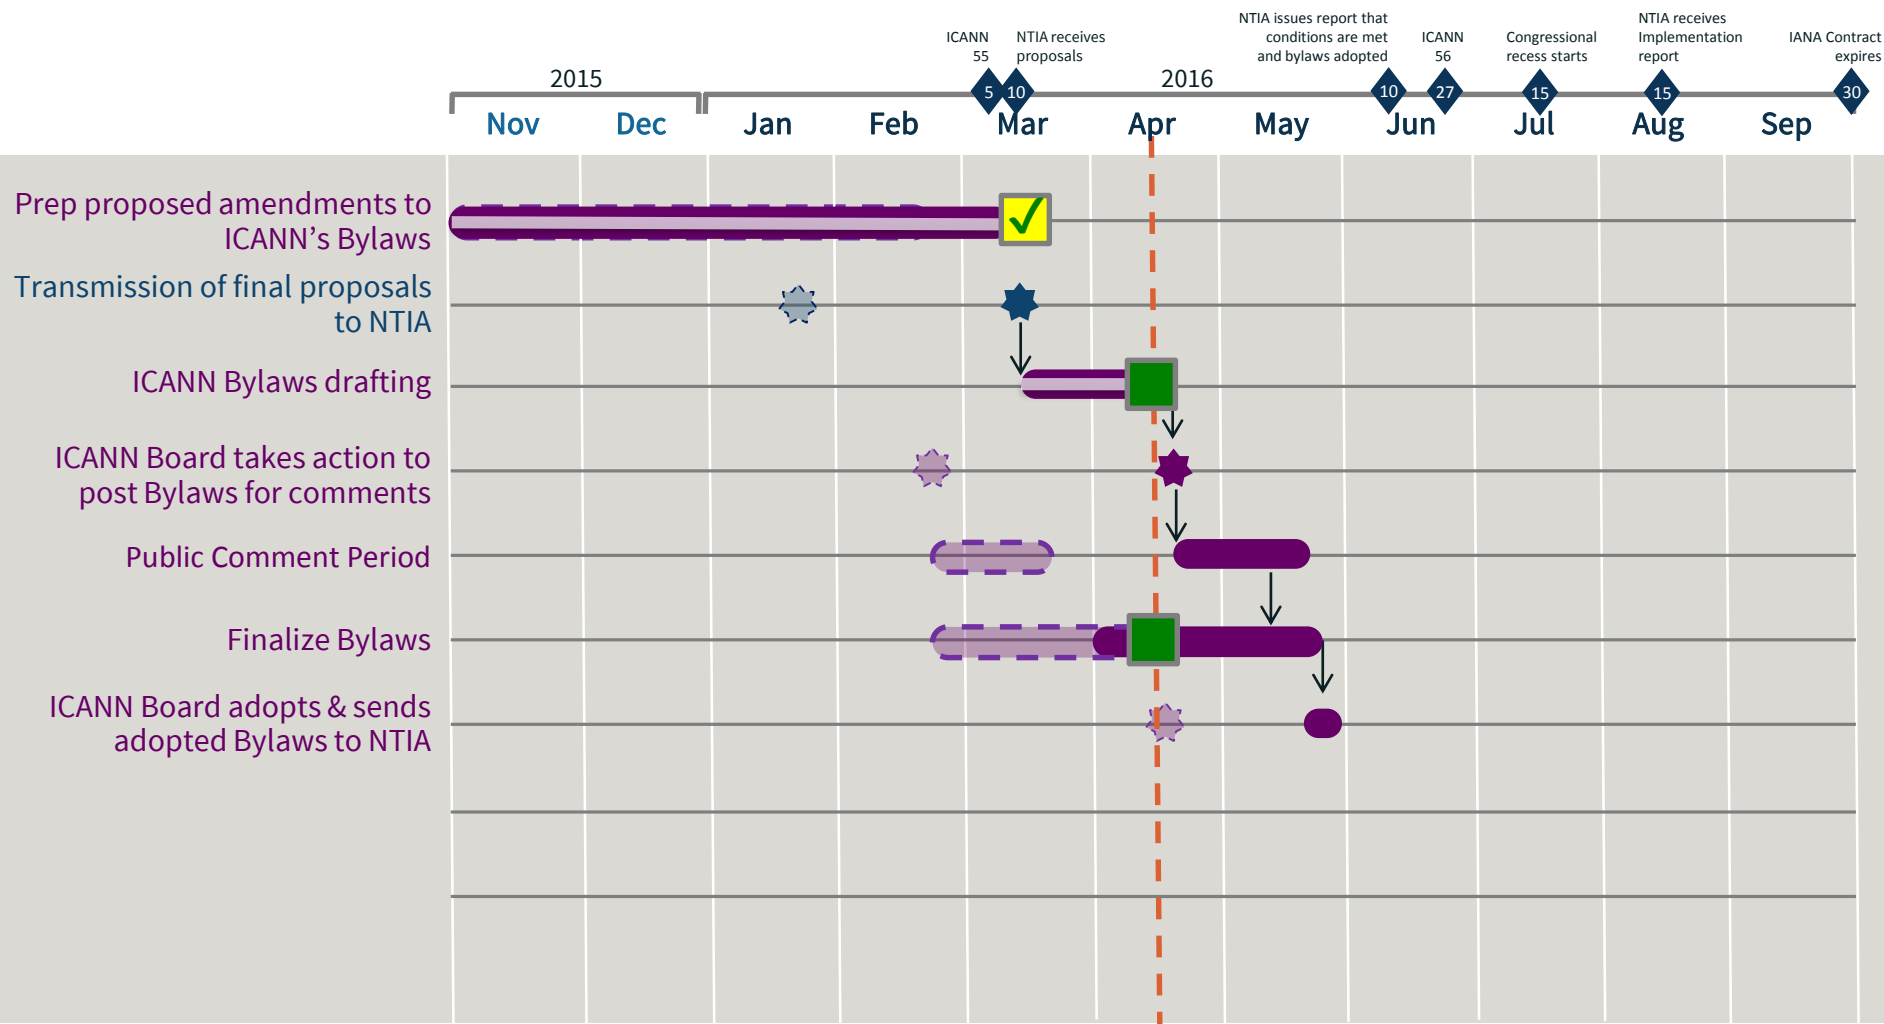 NTIA issues report that
conditions are met
and bylaws adopted
NTIA receives
Implementation
report
ICANN
55
NTIA receives
proposals
ICANN
56
Congressional
recess starts
IANA Contract
expires
2015
2016
5
10
10
27
15
15
30
Nov
Dec
Jan
Feb
Mar
Apr
May
Jun
Jul
Aug
Sep
Prep proposed amendments to
ICANN's Bylaws
Transmission of final proposals
to NTIA
ICANN Bylaws drafting
ICANN Board takes action to
post Bylaws for comments
Public Comment Period
Finalize Bylaws
ICANN Board adopts & sends
adopted Bylaws to NTIA